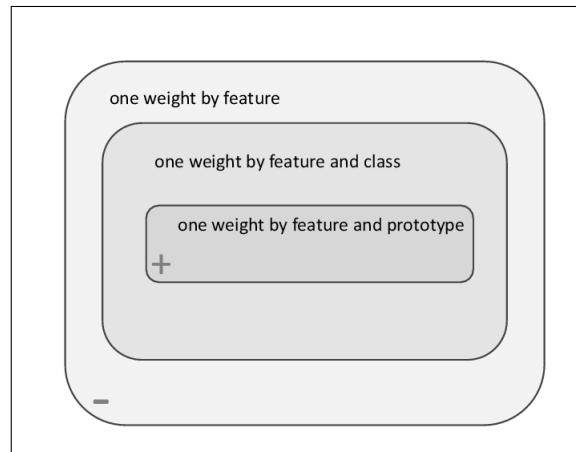 one weight by feature
one weight by feature and class
one weight by feature and prototype
+
-